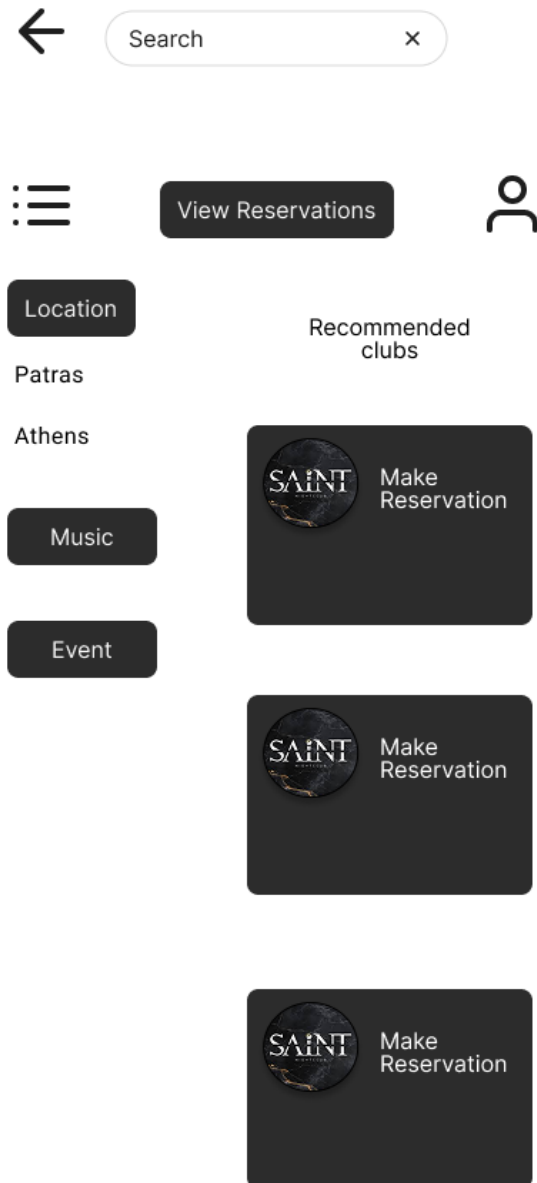 Search
View Reservations
Location
Patras
Athens
Music
Event
Recommended
clubs
SAiNT
Make
Reservation
SAiNT
Make
Reservation
SAiNT
Make
Reservation